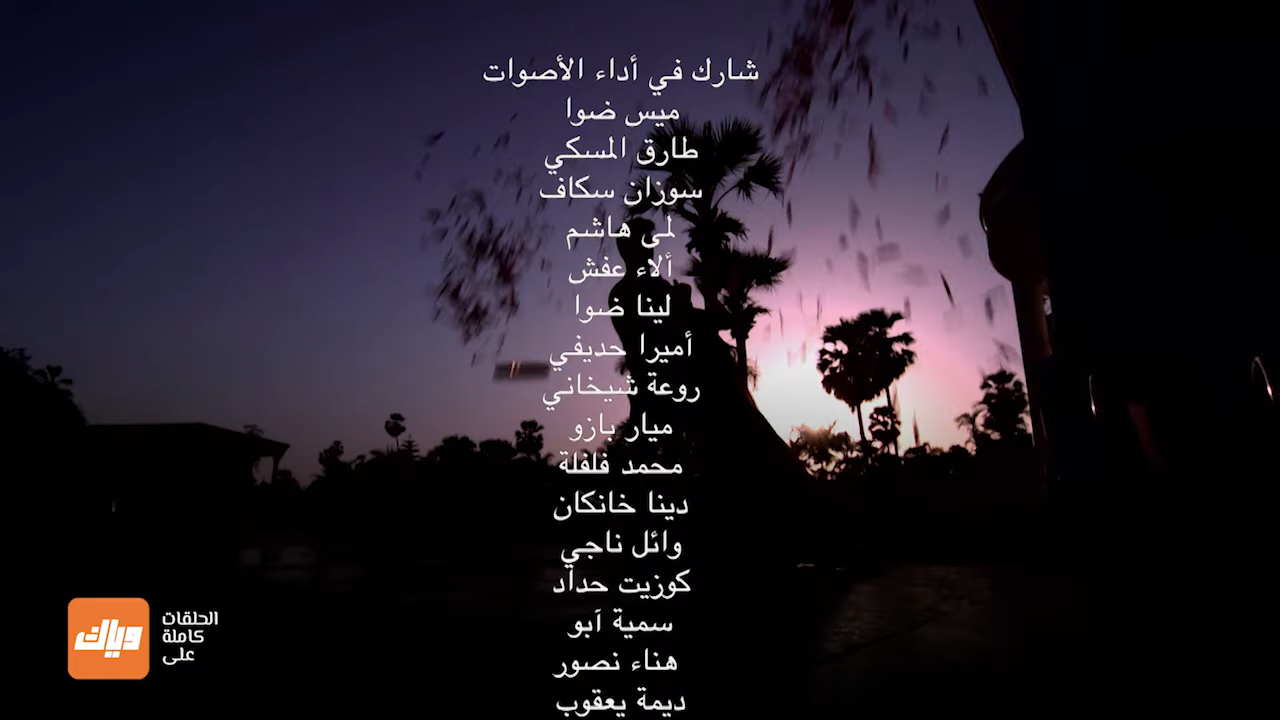 شارك في أداء الأصوات
ميس ضوا
طارق المسكي
سوزان سكاف
لمى هاشم
ألاء عفش
لينا ضوا
أميرا حديفي
روعة شيخاني
ميار بازو
محمد فلفلة
دينا خانكان
وائل ناجي
كوزيت حداد
سمية آبو
هناء نصور
ديمة يعقوب
وياك
الحلقات
كاملة
على